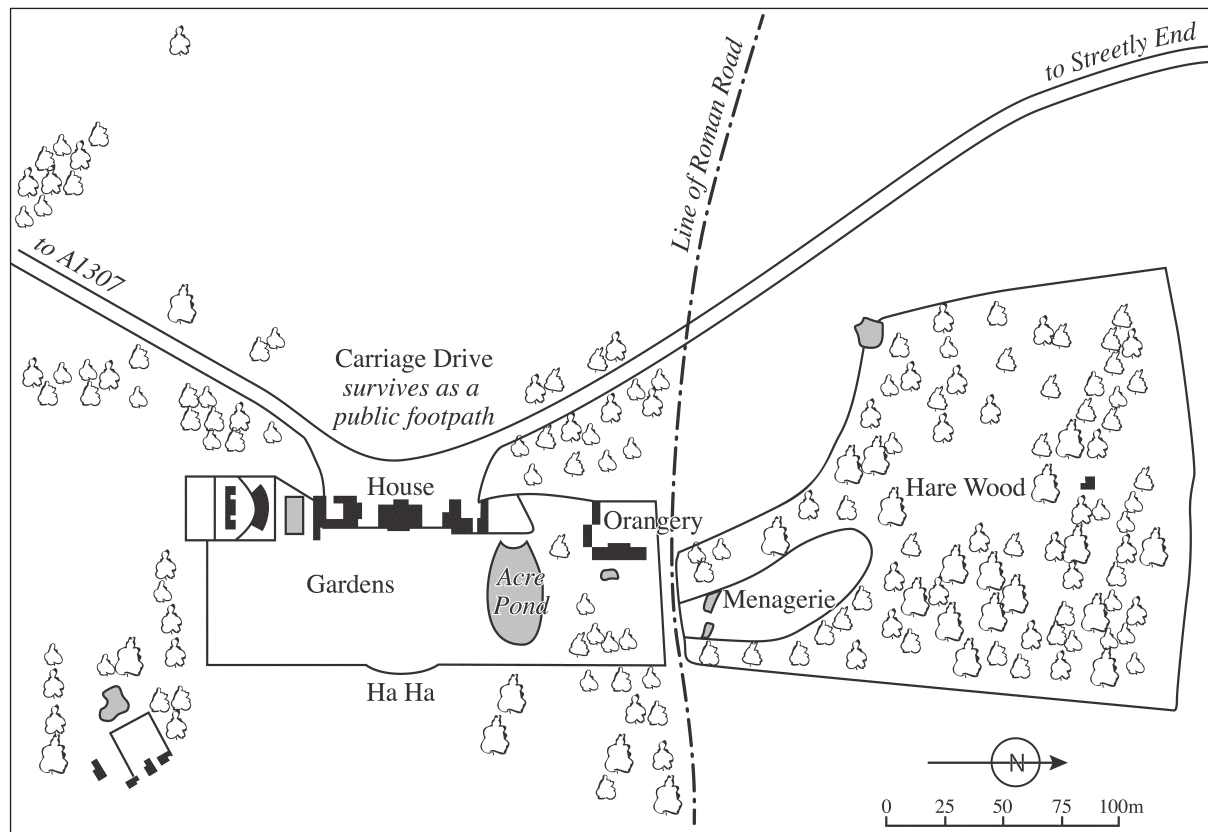 to Streetly End
Line of Roman Road
to A1307
Carriage Drive
survives as a
public footpath
House
Hare Wood
Orangery
Gardens
Acre
Pond
Menagerie
Ha Ha
N
0 25 50 75 100m